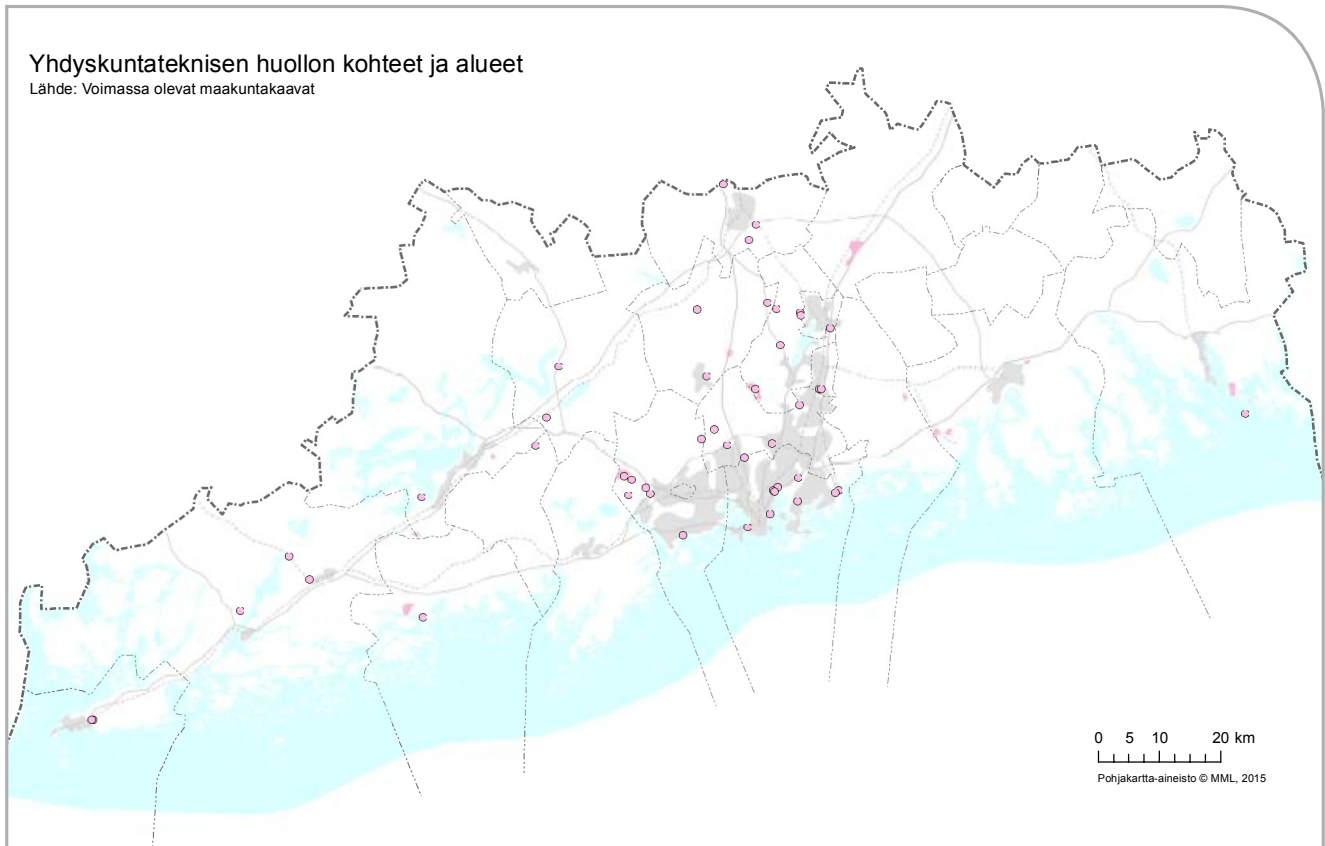 Yhdyskuntateknisen huollon kohteet ja alueet
Lähde: Voimassa olevat maakuntakaavat
0 5 10 20 km
Pohjakartta-aineisto © MML, 2015